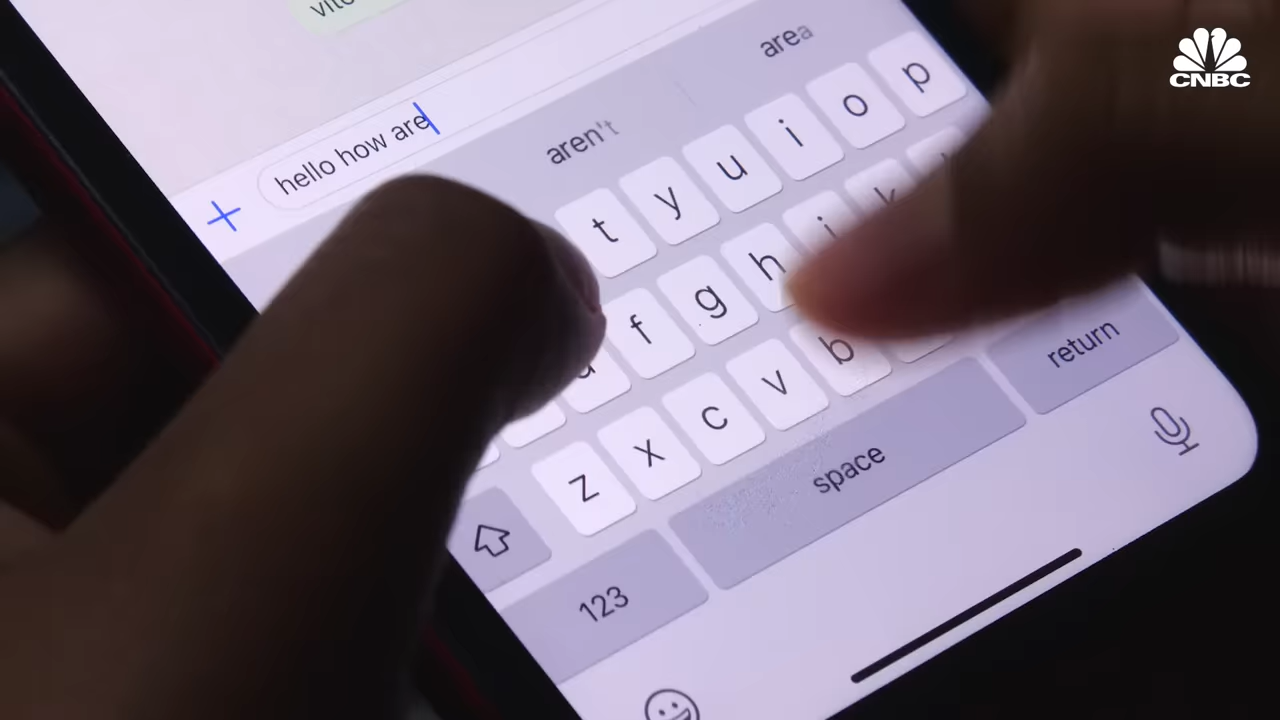 CNBC
hello how are
aren't
area
t y u i o p
f g h j k
z x c v b
123
space
return